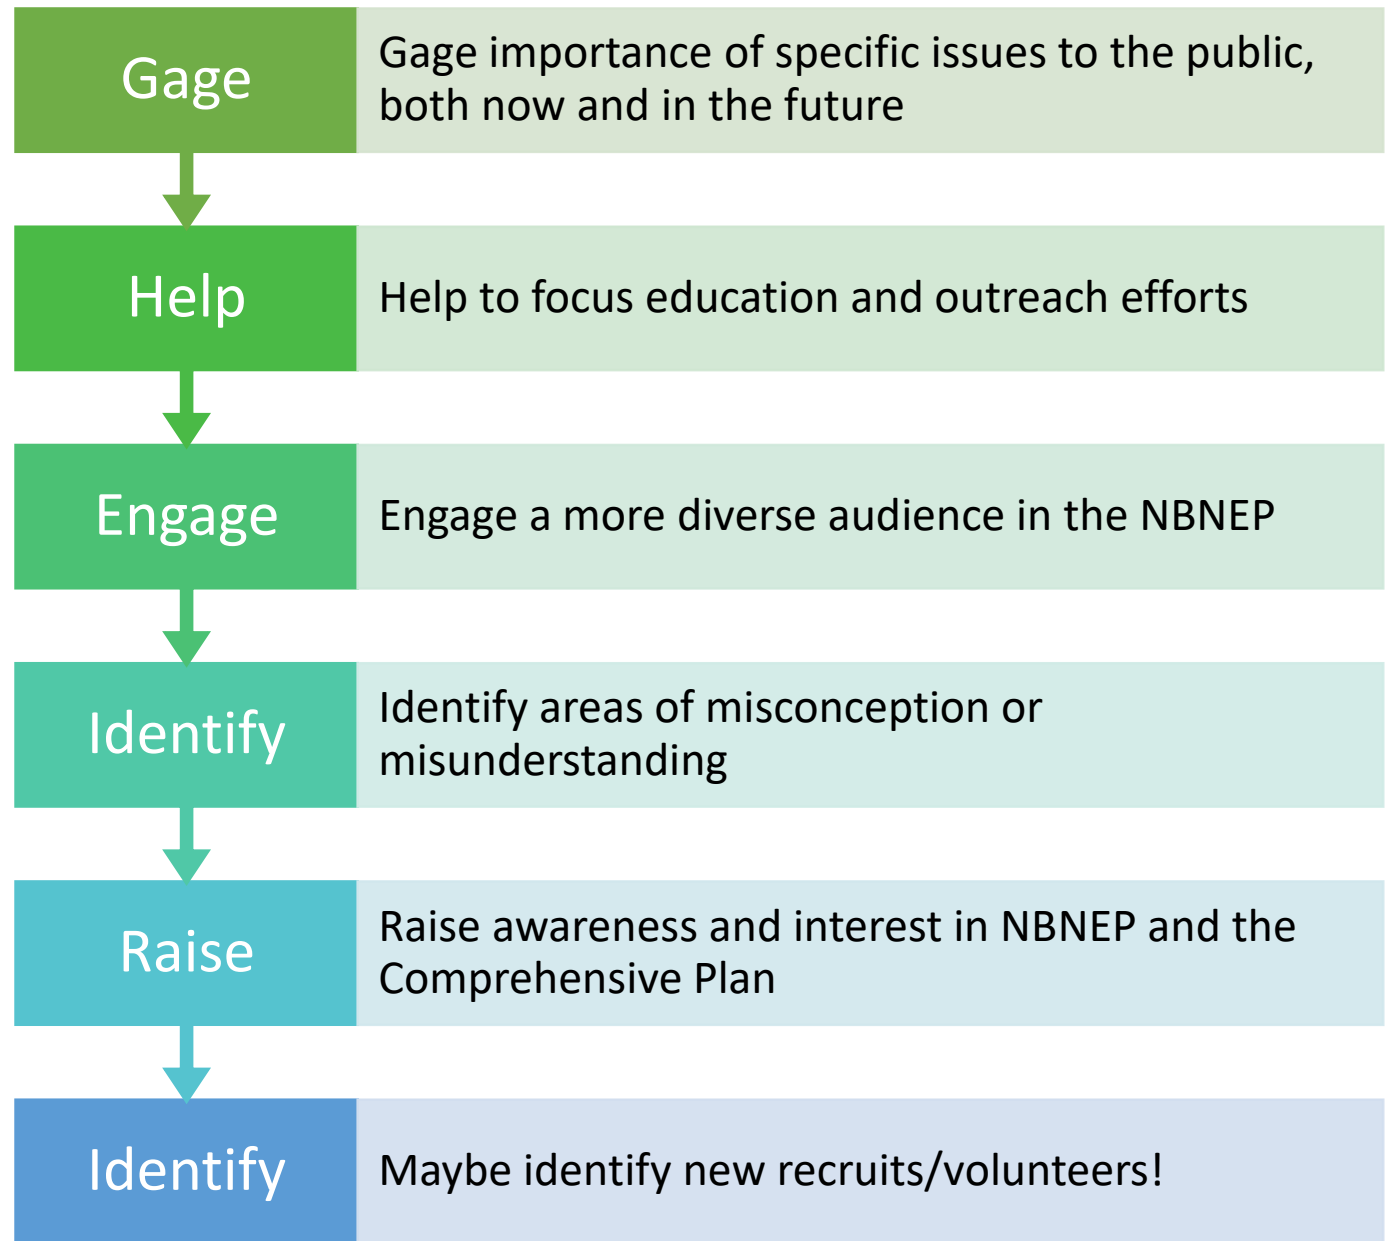 Gage
Gage importance of specific issues to the public,
both now and in the future
Help
Help to focus education and outreach efforts
Engage
Engage a more diverse audience in the NBNEP
Identify
Identify areas of misconception or
misunderstanding
Raise
Raise awareness and interest in NBNEP and the
Comprehensive Plan
Identify
Maybe identify new recruits/volunteers!